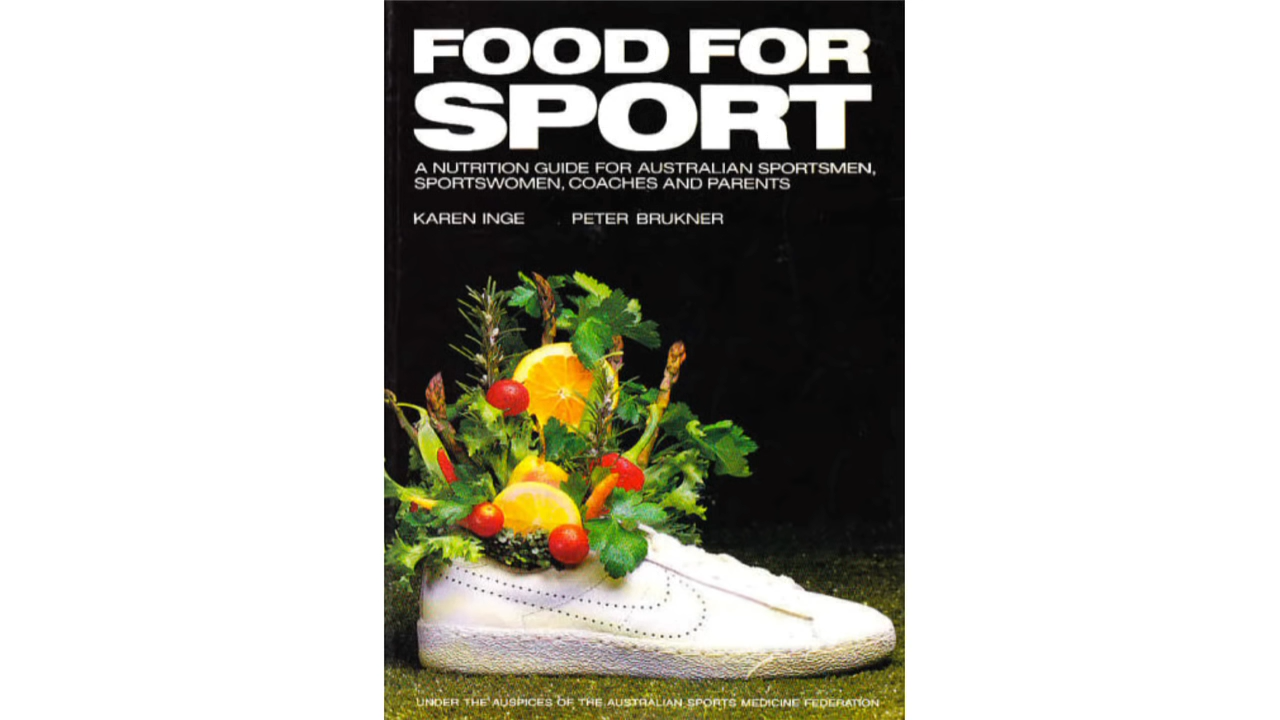 FOOD FOR
SPORT
A NUTRITION GUIDE FOR AUSTRALIAN SPORTSMEN,
SPORTSWOMEN, COACHES AND PARENTS
KAREN INGE PETER BRUKNER
UNDER THE AUSPICES OF THE AUSTRALIAN SPORTS MEDICINE FEDERATION